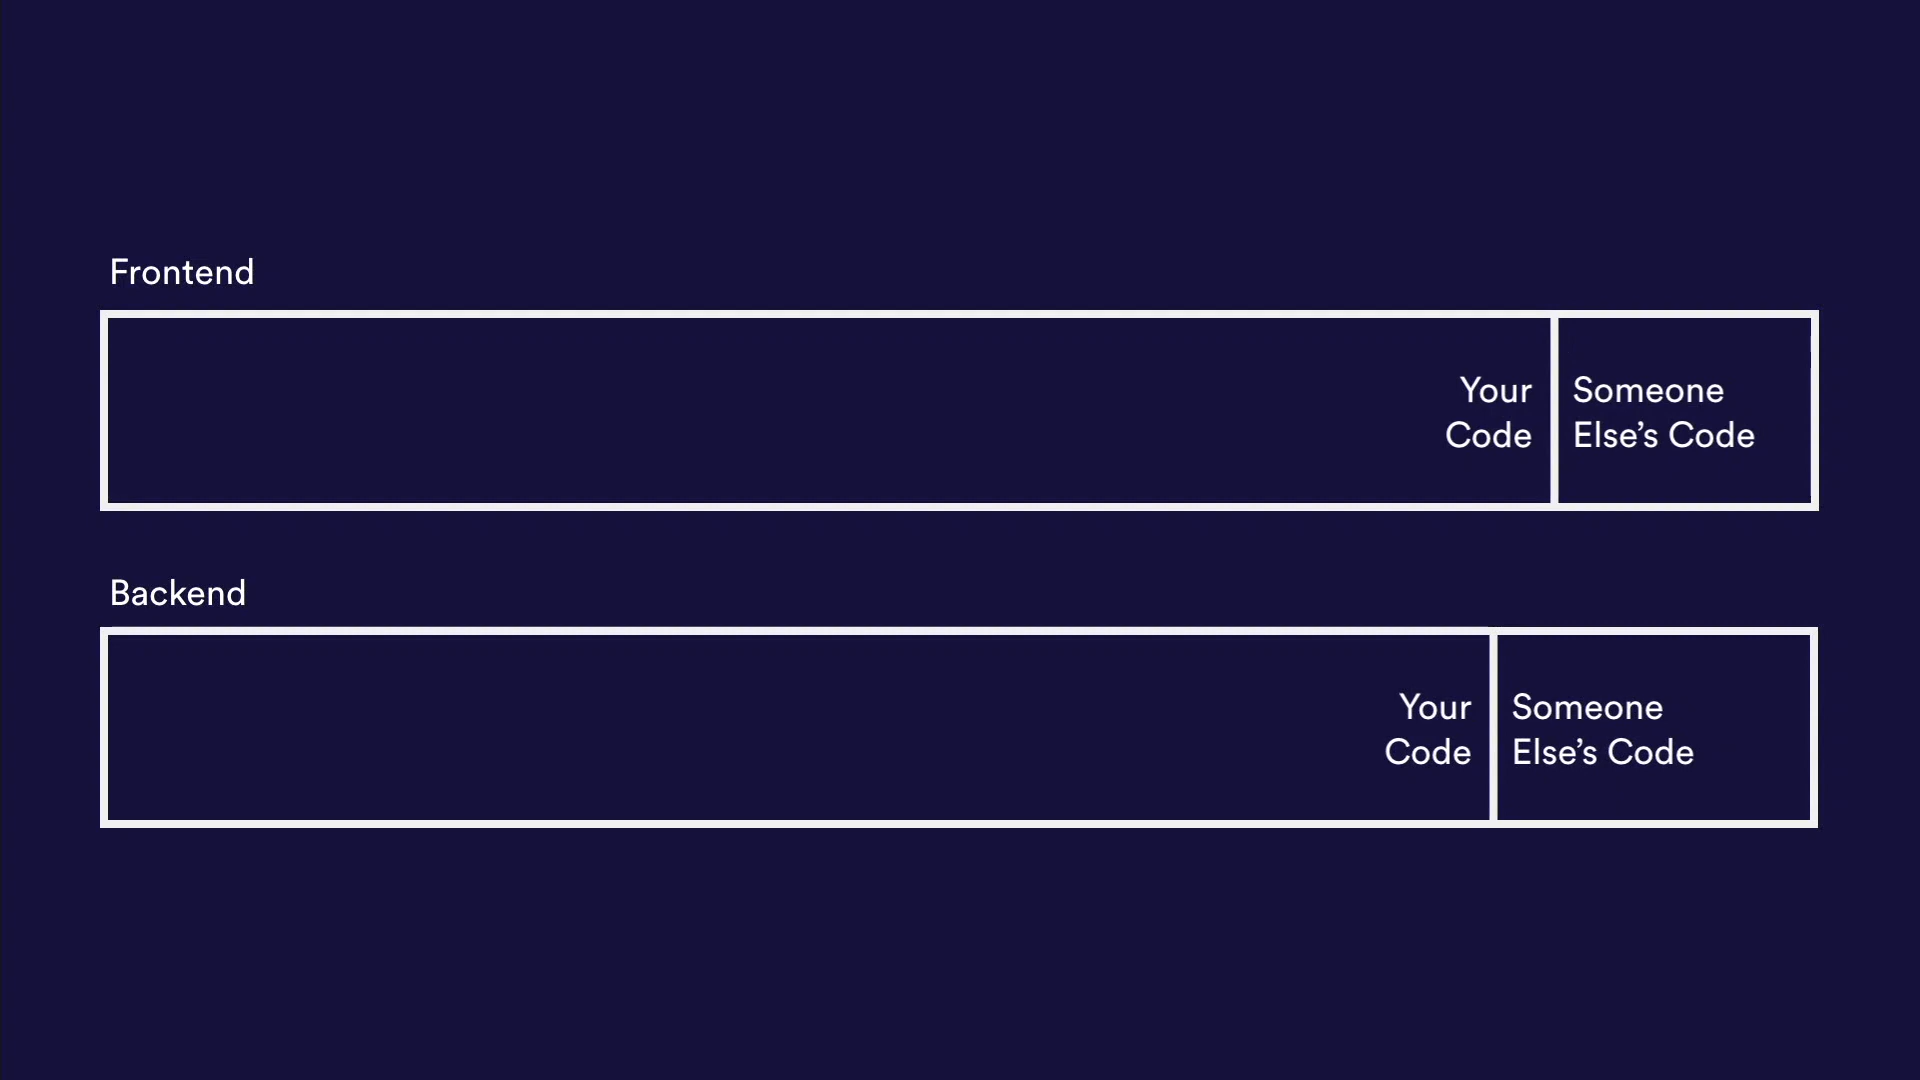 Frontend
Your
Code
Someone
Else’s Code
Backend
Your
Code
Someone
Else’s Code